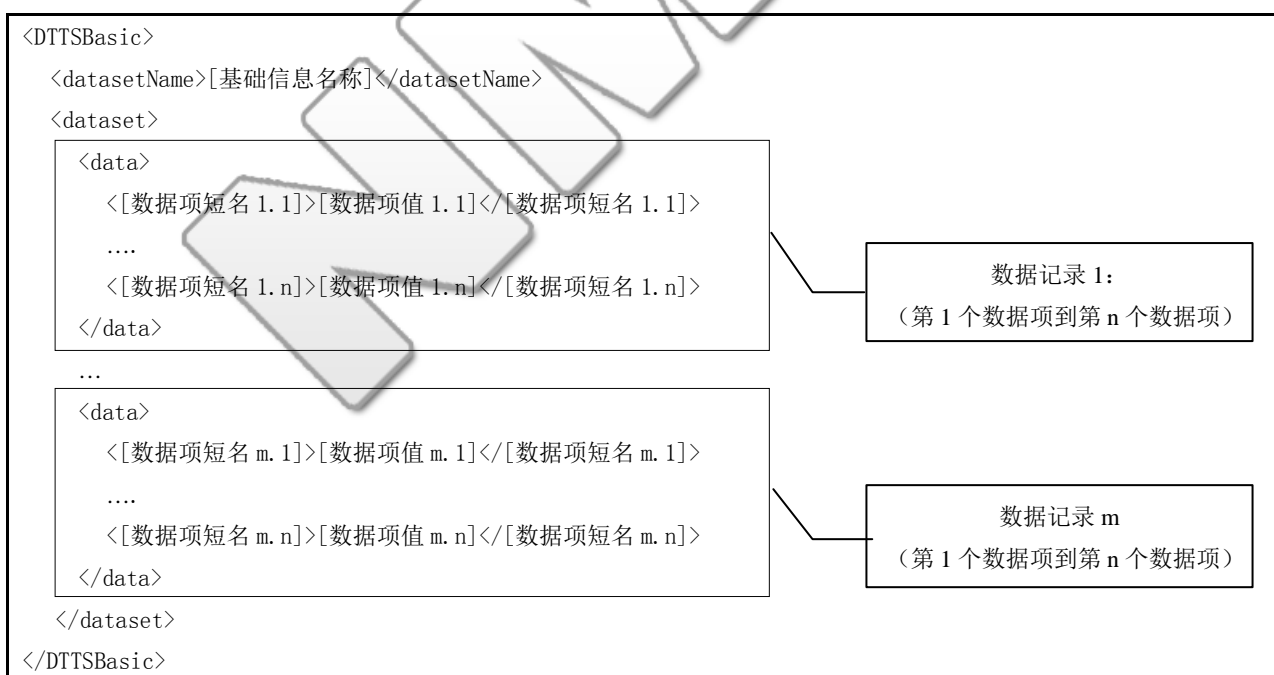 <DTTSBasic>
<datasetName>[基础信息名称]</datasetName>
<dataset>
<data>
<[数据项短名 1.1]>[数据项值 1.1]</[数据项短名 1.1]>
....
<[数据项短名 1.n]>[数据项值 1.n]</[数据项短名 1.n]>
</data>
数据记录 1:
（第 1 个数据项到第 n 个数据项）
...
<data>
<[数据项短名 m.1]>[数据项值 m.1]</[数据项短名 m.1]>
....
<[数据项短名 m.n]>[数据项值 m.n]</[数据项短名 m.n]>
</data>
数据记录 m
（第 1 个数据项到第 n 个数据项）
</dataset>
</DTTSBasic>